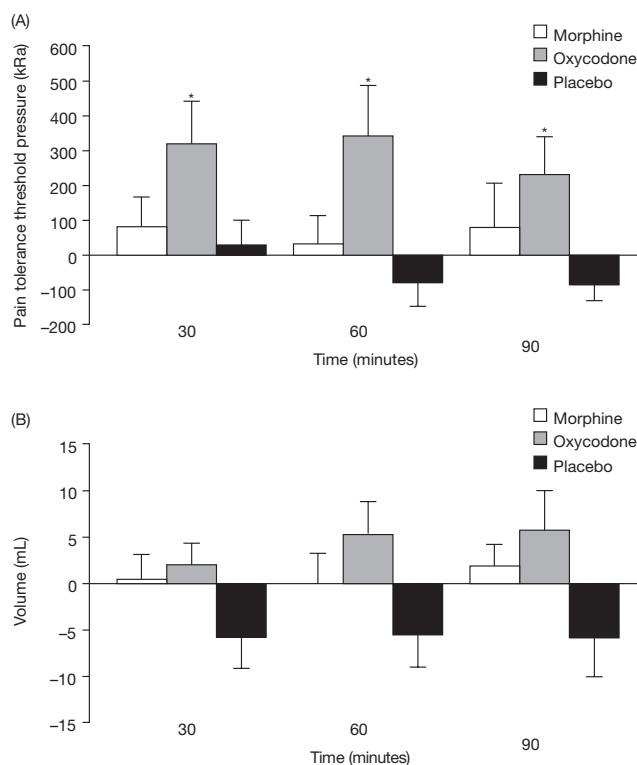 (A)
Morphine
Oxycodone
Placebo
Pain tolerance threshold pressure (kRa)
600
500
400
300
200
100
0
–100
–200
* * *
30 60 90
Time (minutes)
(B)
Morphine
Oxycodone
Placebo
Volume (mL)
15
10
5
0
–5
–10
–15
30 60 90
Time (minutes)